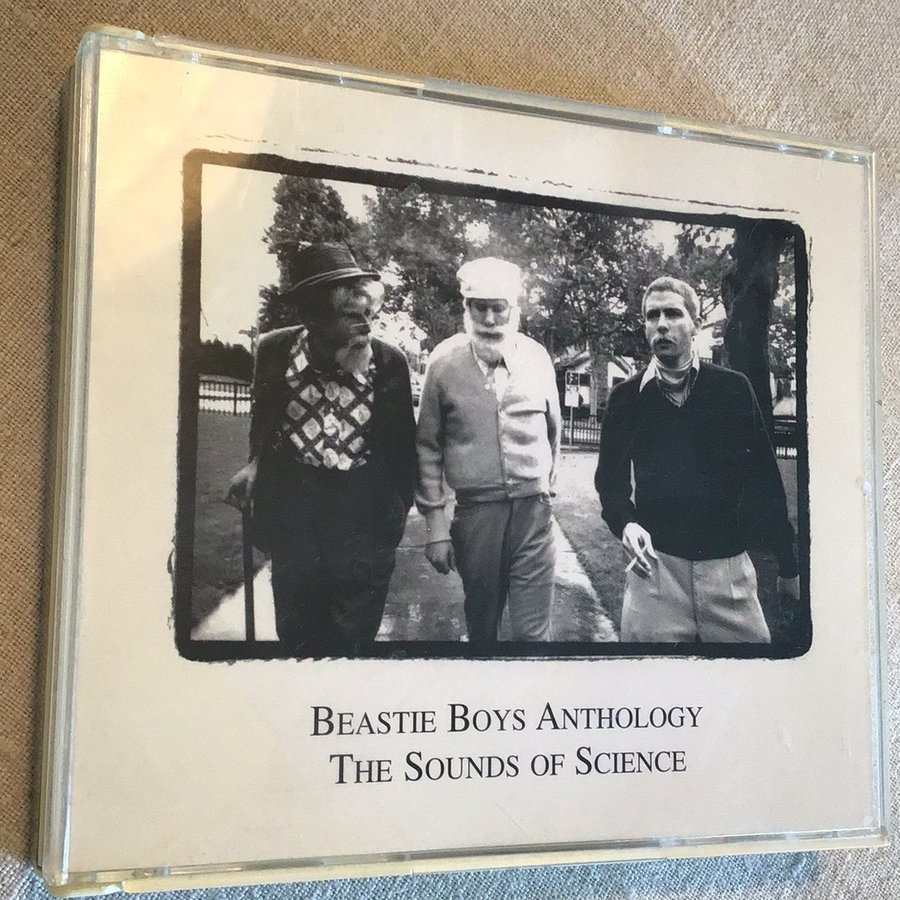 Beastie Boys Anthology
The Sounds of Science